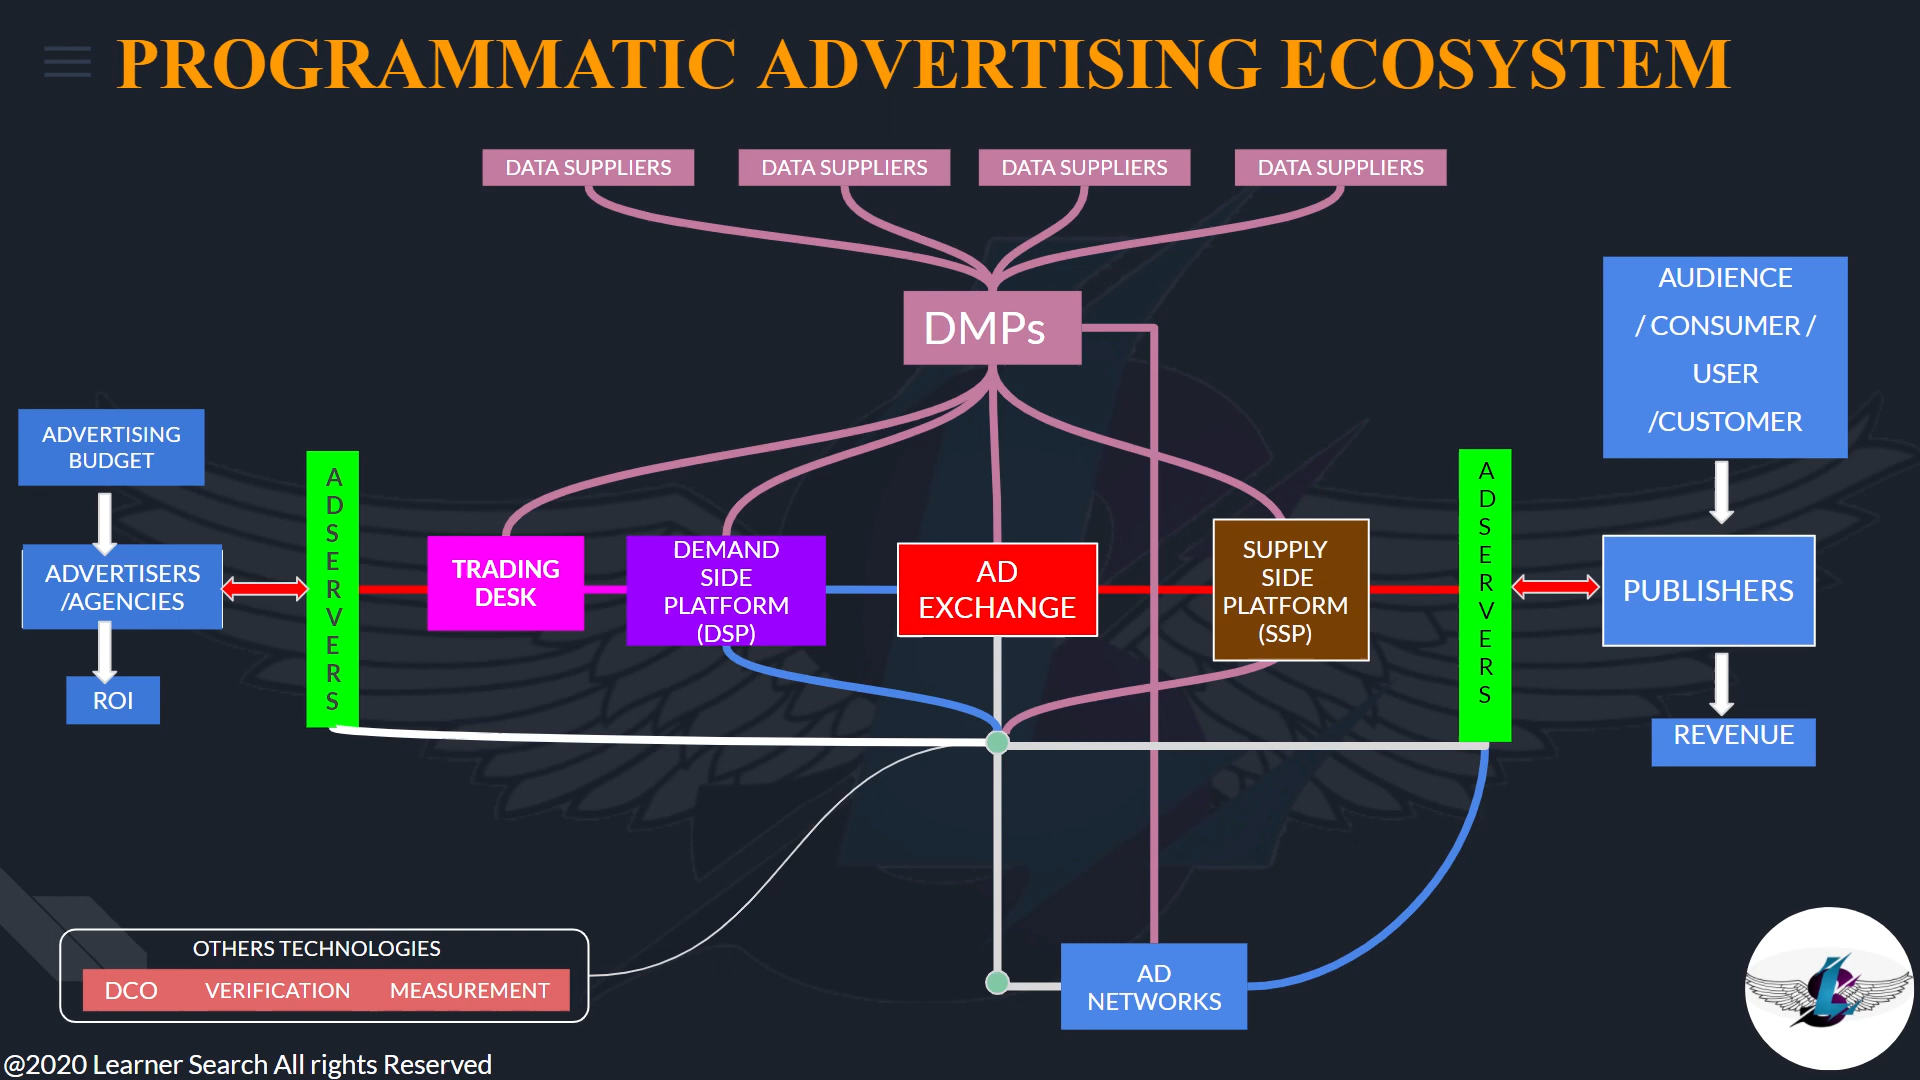 PROGRAMMATIC ADVERTISING ECOSYSTEM
DATA SUPPLIERS
DATA SUPPLIERS
DATA SUPPLIERS
DATA SUPPLIERS
DMPs
AUDIENCE
/ CONSUMER /
USER
/CUSTOMER
ADVERTISING
BUDGET
ADVERTISERS
/AGENCIES
ROI
ADSERVERS
TRADING
DESK
DEMAND
SIDE
PLATFORM
(DSP)
AD
EXCHANGE
SUPPLY
SIDE
PLATFORM
(SSP)
ADSERVERS
PUBLISHERS
REVENUE
OTHERS TECHNOLOGIES
DCO VERIFICATION MEASUREMENT
AD
NETWORKS
@2020 Learner Search All rights Reserved